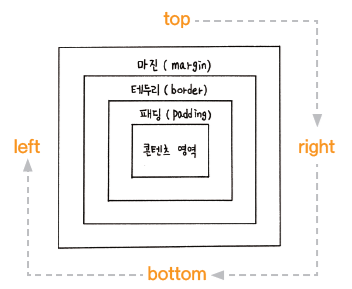 top
마진 (margin)
테두리 (border)
패딩 (padding)
left
콘텐츠 영역
right
bottom